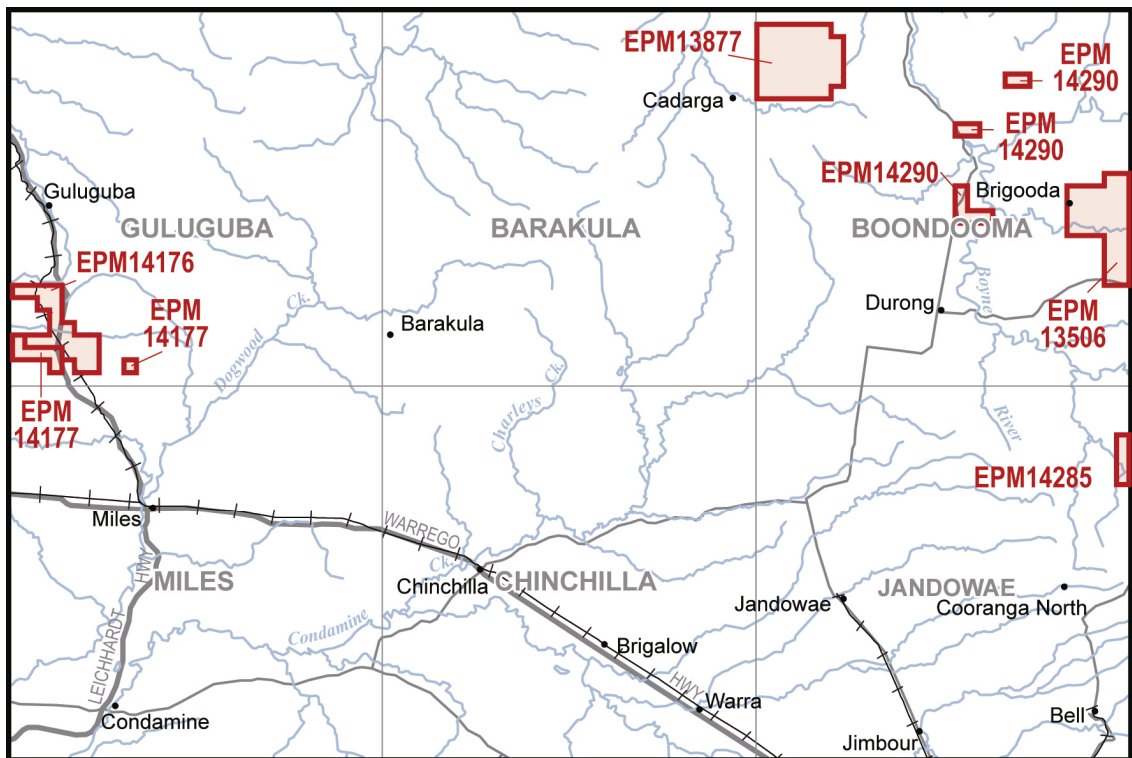 EPM13877
EPM
14290
Cadarga
EPM
14290
EPM14290
Brigooda
Guluguba
GULUGUBA
BARAKULA
BOONDOOMA
EPM14176
Boyne
Ck.
EPM
14177
Durong
EPM
13506
Barakula
Dogwood
Ck.
EPM
14177
Charleys
River
EPM14285
Miles
WARREGO
HWY
Ck.
MILES
Chinchilla
CHINCHILLA
JANDOWAE
Jandowae
Cooranga North
Condamine
LEICHHARDT
Brigalow
HWY
Warra
Condamine
Bell
Jimbour